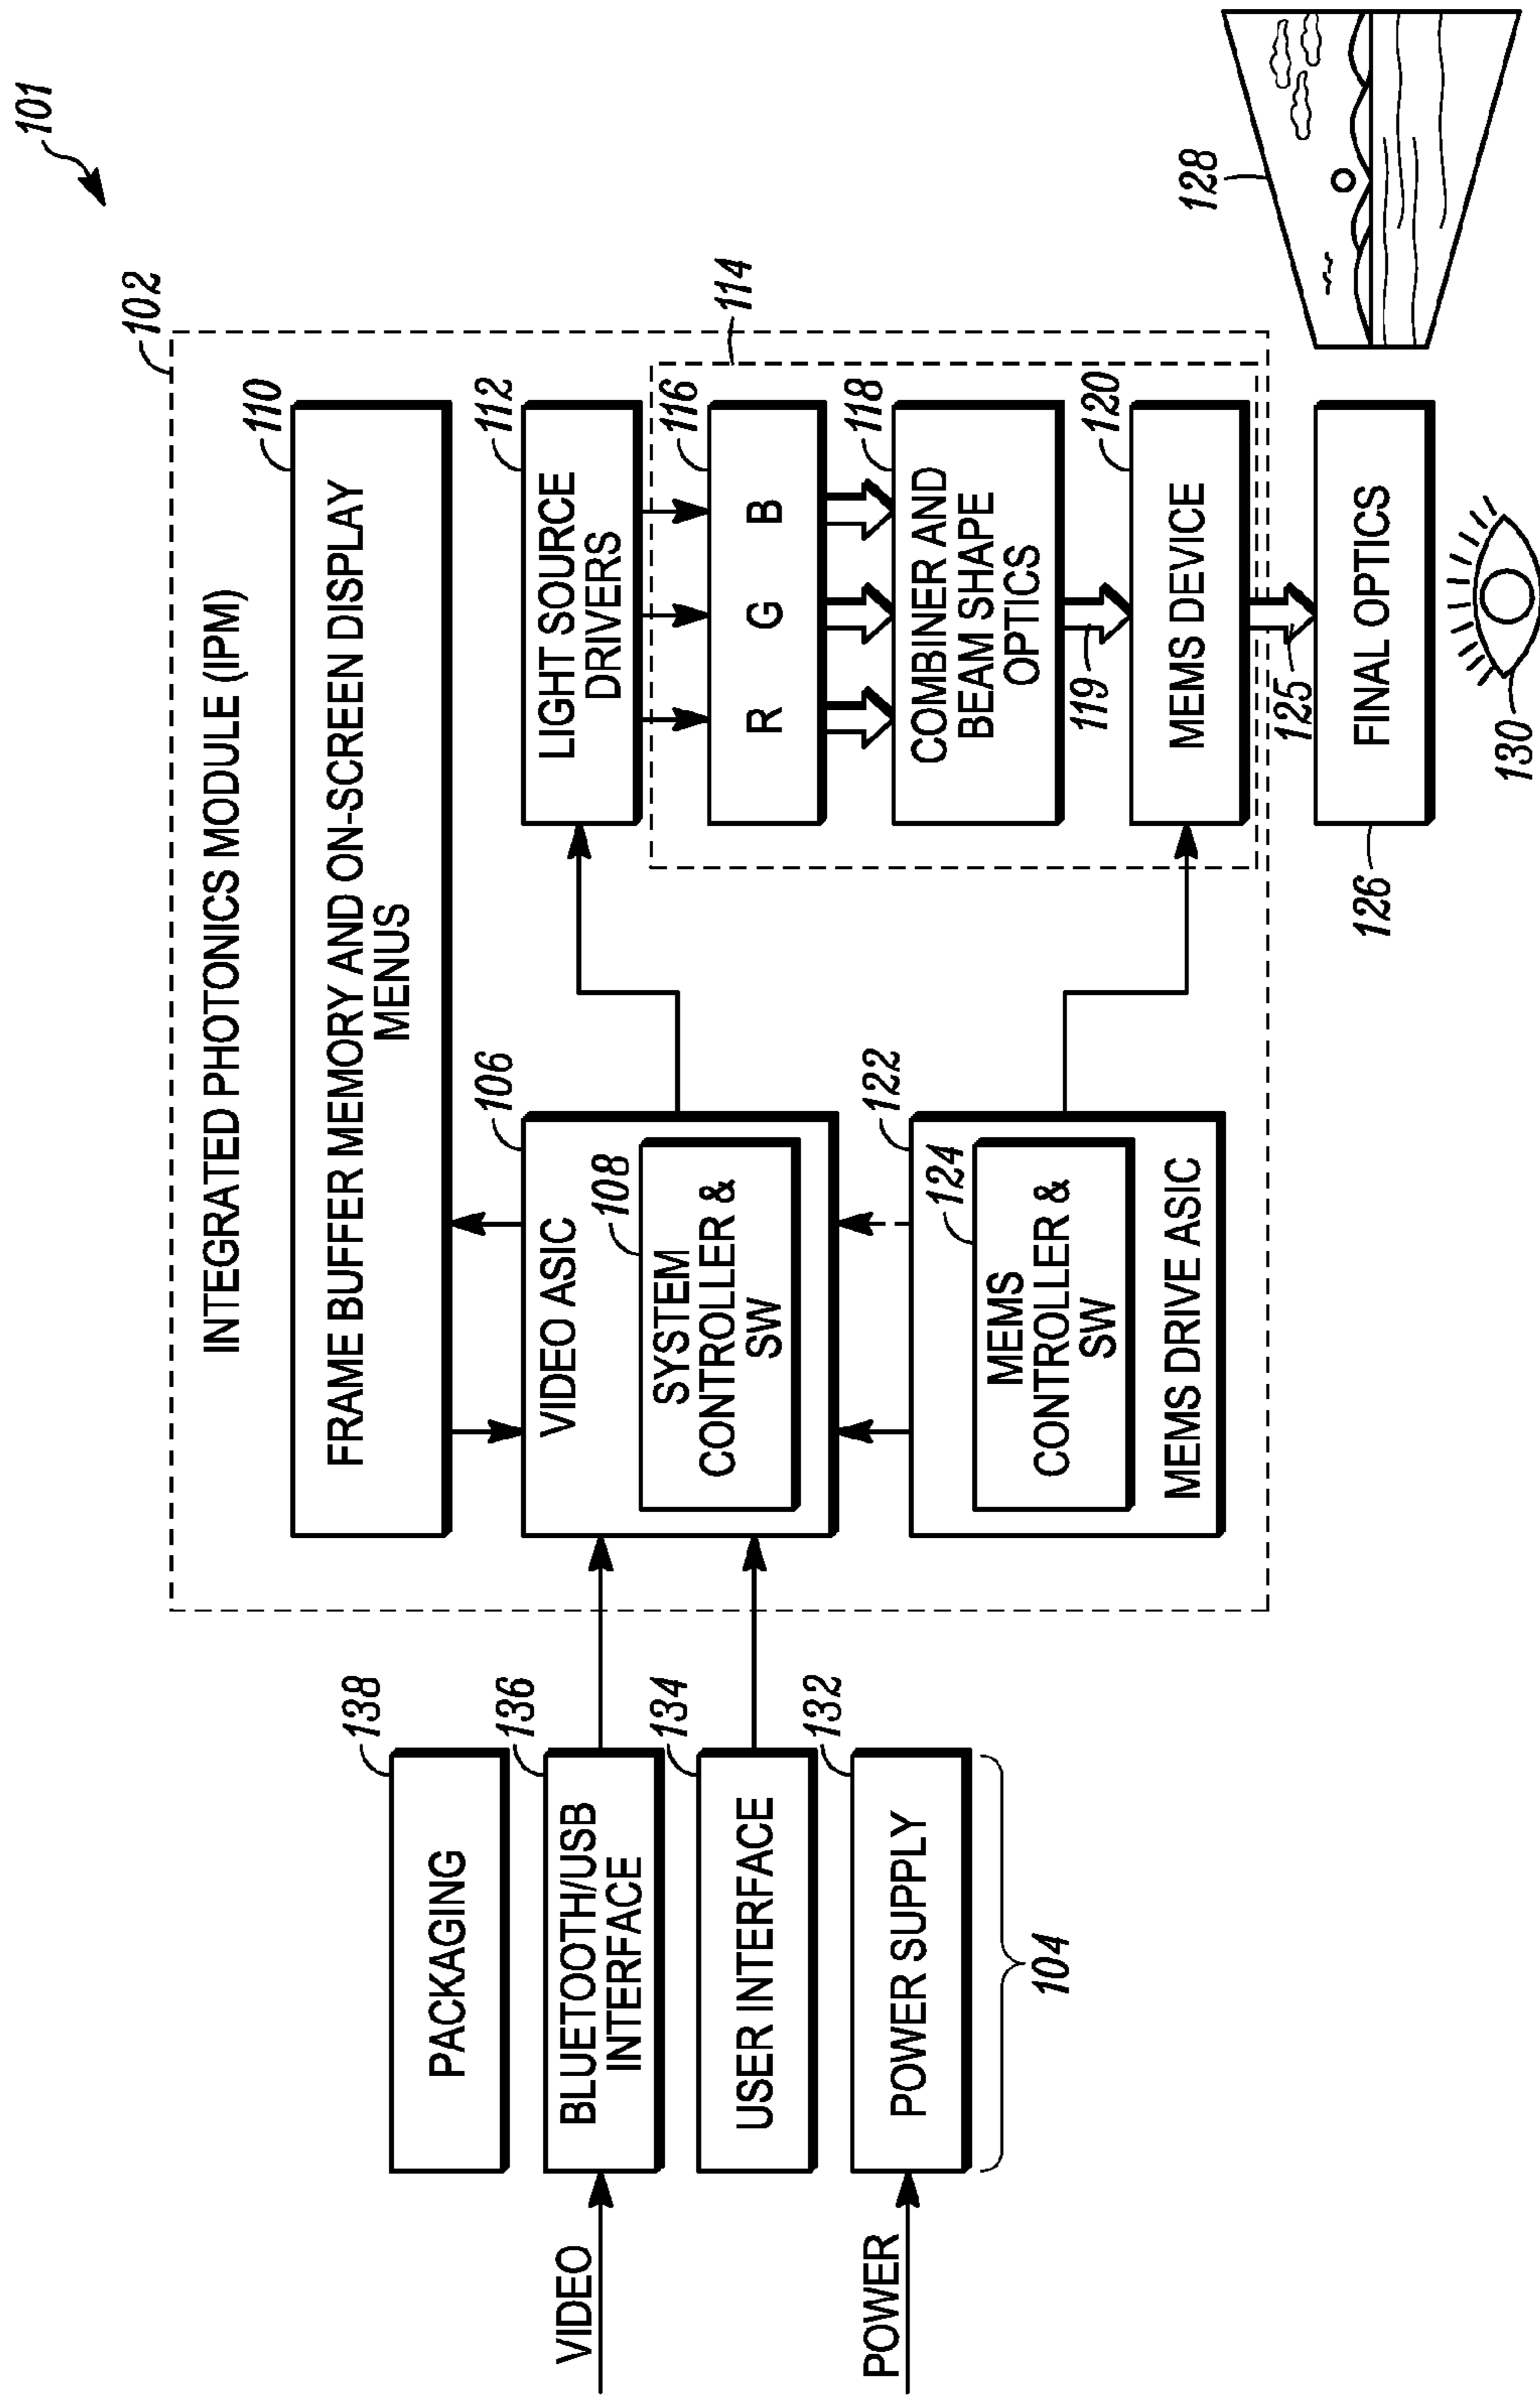 101
102
INTEGRATED PHOTONICS MODULE (IPM)
110
FRAME BUFFER MEMORY AND ON-SCREEN DISPLAY
MENUS
138
PACKAGING
136
BLUETOOTH/USB
INTERFACE
VIDEO
134
USER INTERFACE
132
POWER SUPPLY
POWER
104
106
VIDEO ASIC
108
SYSTEM
CONTROLLER &
SW
122
124
MEMS
CONTROLLER &
SW
MEMS DRIVE ASIC
112
LIGHT SOURCE
DRIVERS
114
116
R G B
118
COMBINER AND
BEAM SHAPE
OPTICS
119
120
MEMS DEVICE
125
FINAL OPTICS
126
128
130